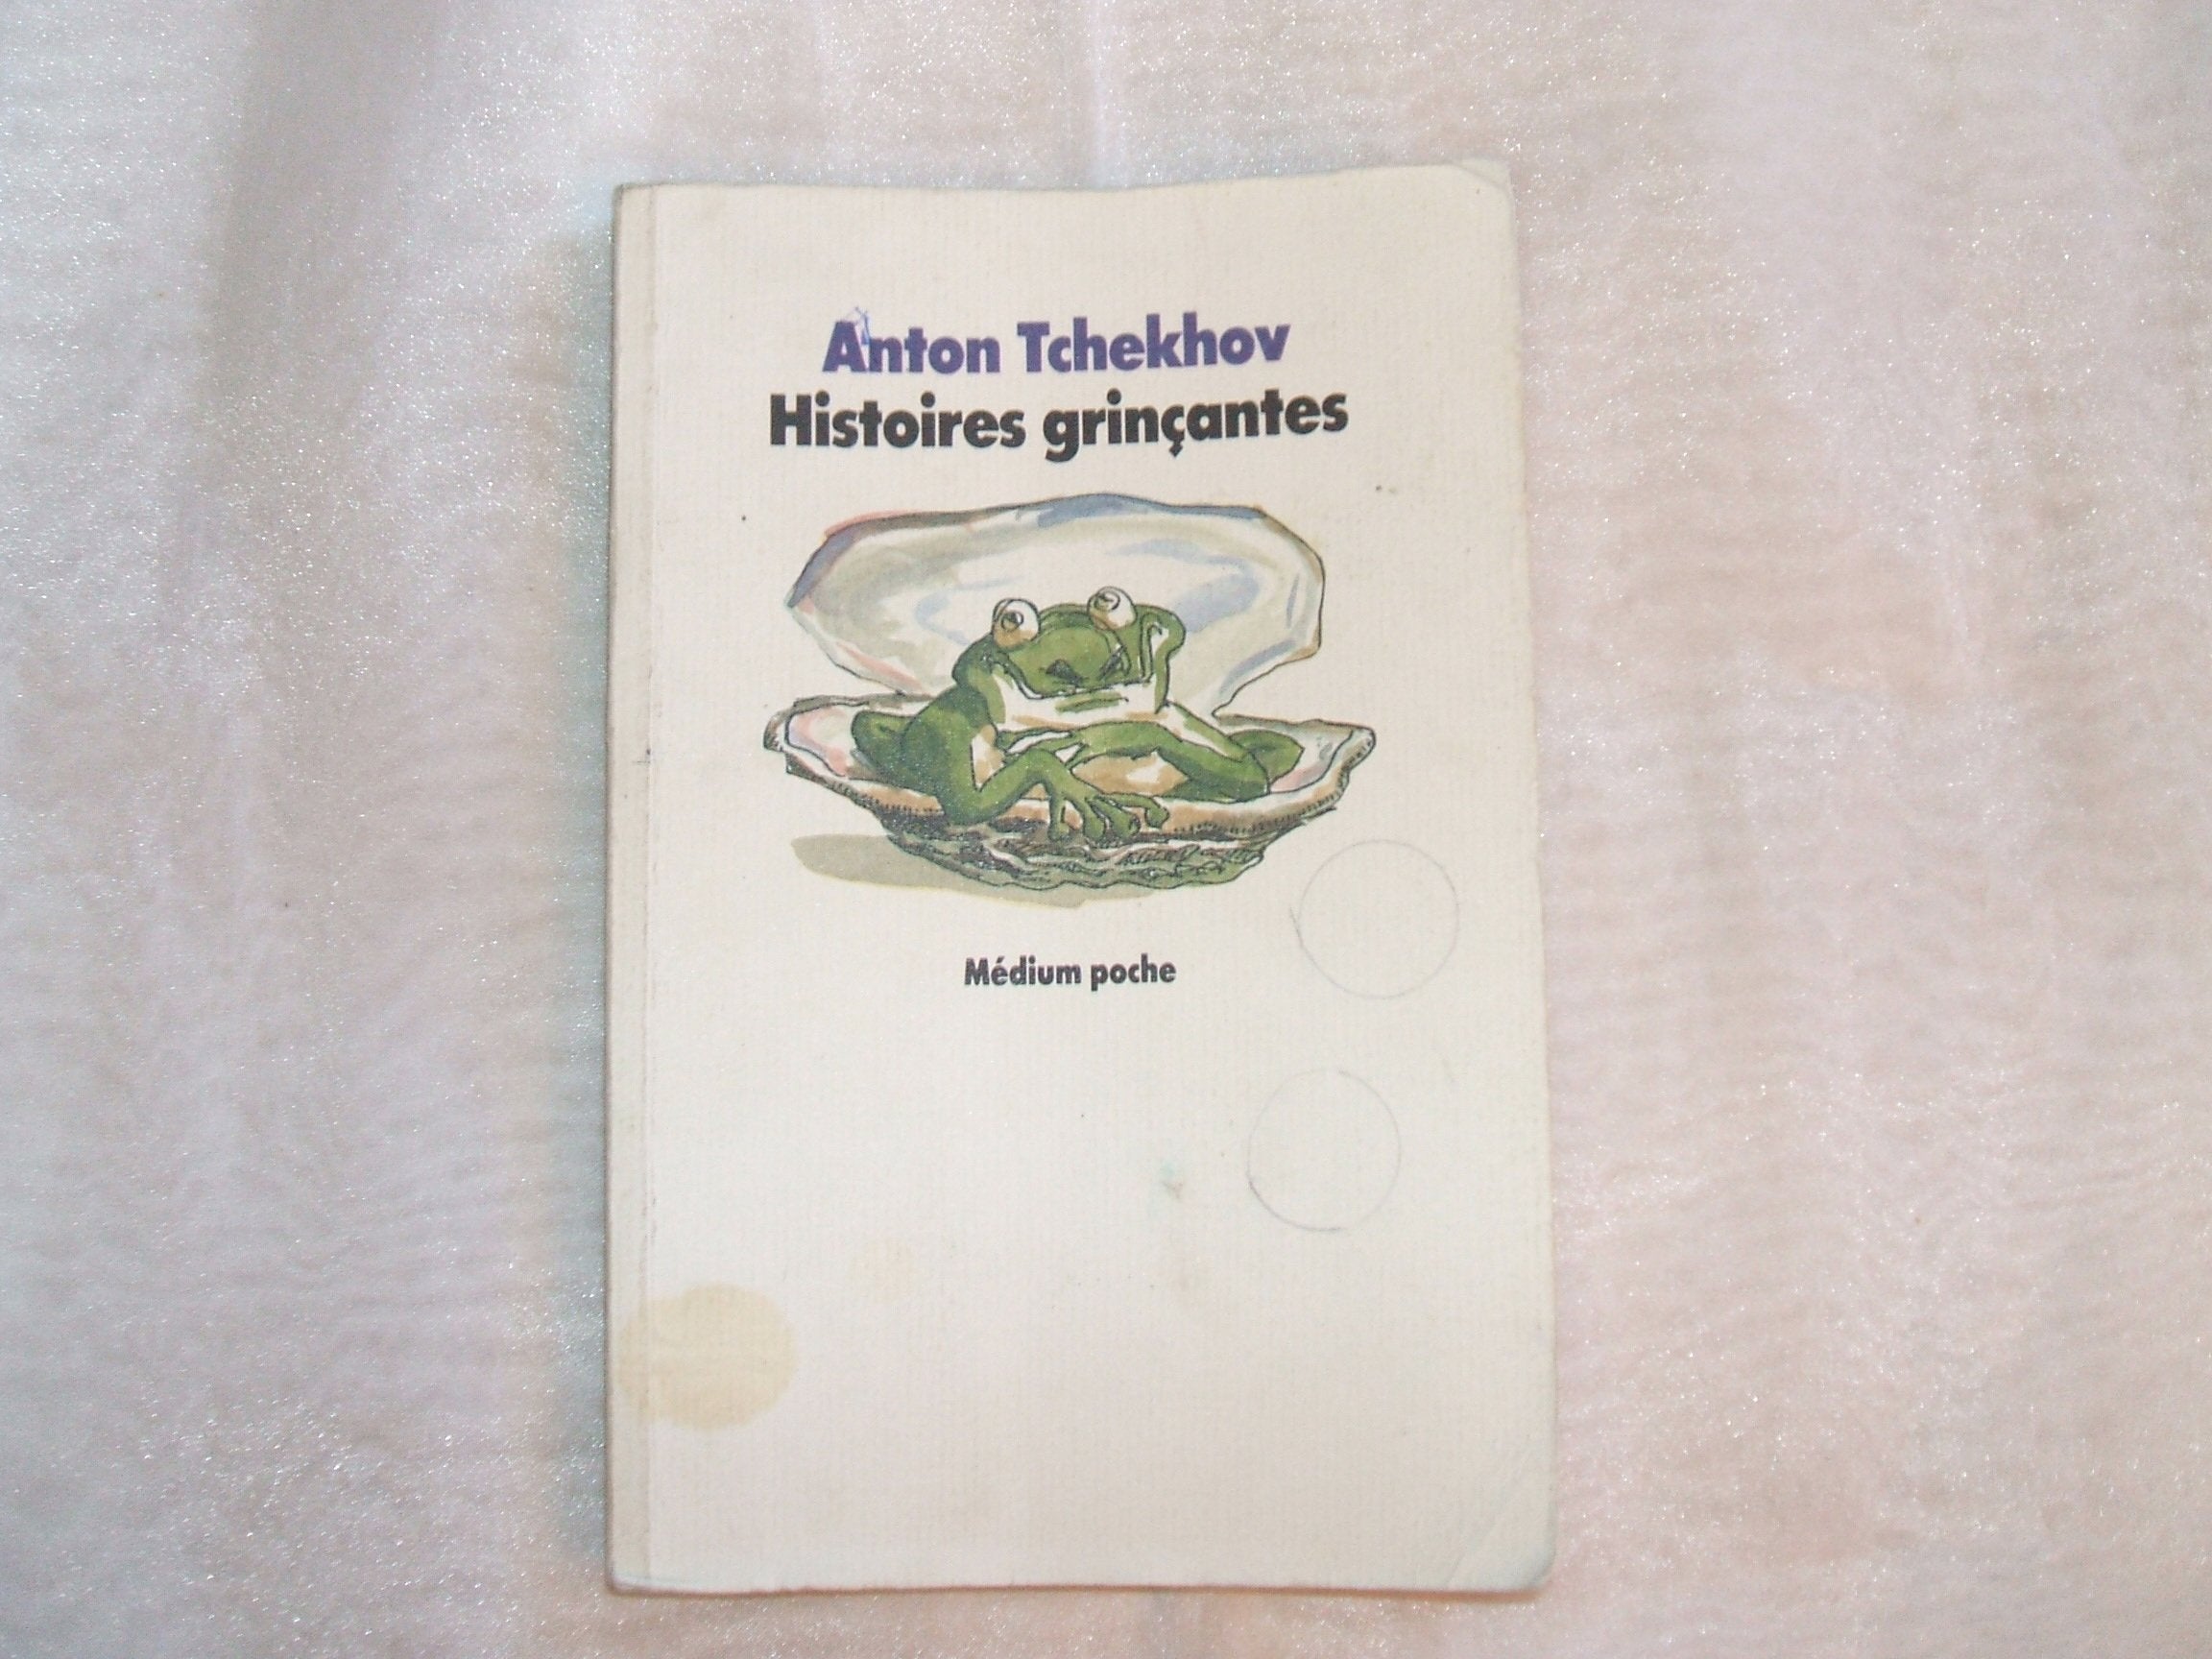 Anton Tchekhov
Histoires grinçantes
Médium poche